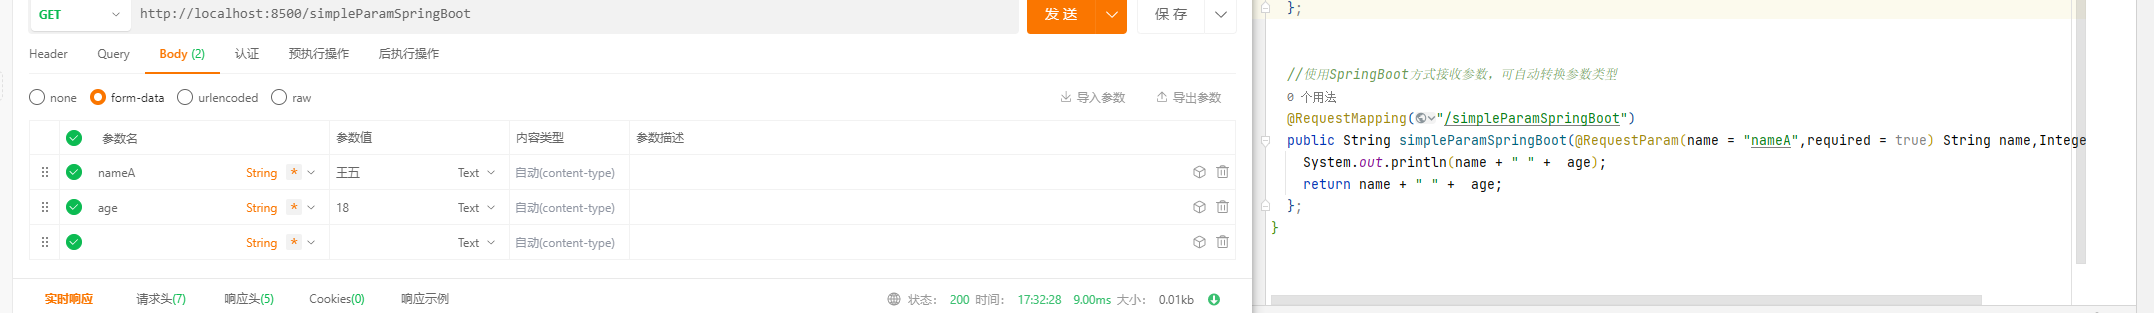 GET http://localhost:8500/simpleParamSpringBoot 发 送 保 存
Header Query Body (2) 认证 预执行操作 后执行操作
none form-data urlencoded raw 导入参数 导出参数
参数名 参数值 内容类型 参数描述
nameA String * 王五 Text 自动(content-type)
age String * 18 Text 自动(content-type)
String * Text 自动(content-type)
实时响应 请求头(7) 响应头(5) Cookies(0) 响应示例 状态: 200 时间: 17:32:28 9.00ms 大小: 0.01kb
};
//使用SpringBoot方式接收参数，可自动转换参数类型
0 个用法
@RequestMapping("/simpleParamSpringBoot")
public String simpleParamSpringBoot(@RequestParam(name = "nameA",required = true) String name,Intege
System.out.println(name + " " +  age);
return name + " " +  age;
};
}